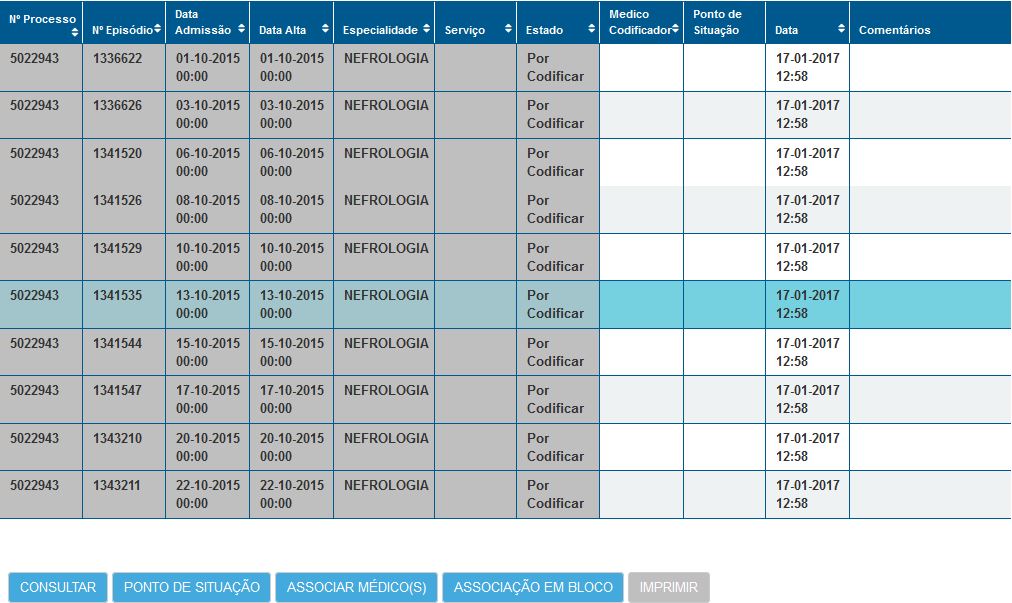 Nº Processo Nº Episódio Data Admissão Data Alta Especialidade Serviço Estado Medico Codificador Ponto de Situação Data Comentários
5022943 1336622 01-10-2015 00:00 01-10-2015 00:00 NEFROLOGIA Por Codificar 17-01-2017 12:58
5022943 1336626 03-10-2015 00:00 03-10-2015 00:00 NEFROLOGIA Por Codificar 17-01-2017 12:58
5022943 1341520 06-10-2015 00:00 06-10-2015 00:00 NEFROLOGIA Por Codificar 17-01-2017 12:58
5022943 1341526 08-10-2015 00:00 08-10-2015 00:00 NEFROLOGIA Por Codificar 17-01-2017 12:58
5022943 1341529 10-10-2015 00:00 10-10-2015 00:00 NEFROLOGIA Por Codificar 17-01-2017 12:58
5022943 1341535 13-10-2015 00:00 13-10-2015 00:00 NEFROLOGIA Por Codificar 17-01-2017 12:58
5022943 1341544 15-10-2015 00:00 15-10-2015 00:00 NEFROLOGIA Por Codificar 17-01-2017 12:58
5022943 1341547 17-10-2015 00:00 17-10-2015 00:00 NEFROLOGIA Por Codificar 17-01-2017 12:58
5022943 1343210 20-10-2015 00:00 20-10-2015 00:00 NEFROLOGIA Por Codificar 17-01-2017 12:58
5022943 1343211 22-10-2015 00:00 22-10-2015 00:00 NEFROLOGIA Por Codificar 17-01-2017 12:58
CONSULTAR PONTO DE SITUAÇÃO ASSOCIAR MÉDICO(S) ASSOCIAÇÃO EM BLOCO IMPRIMIR